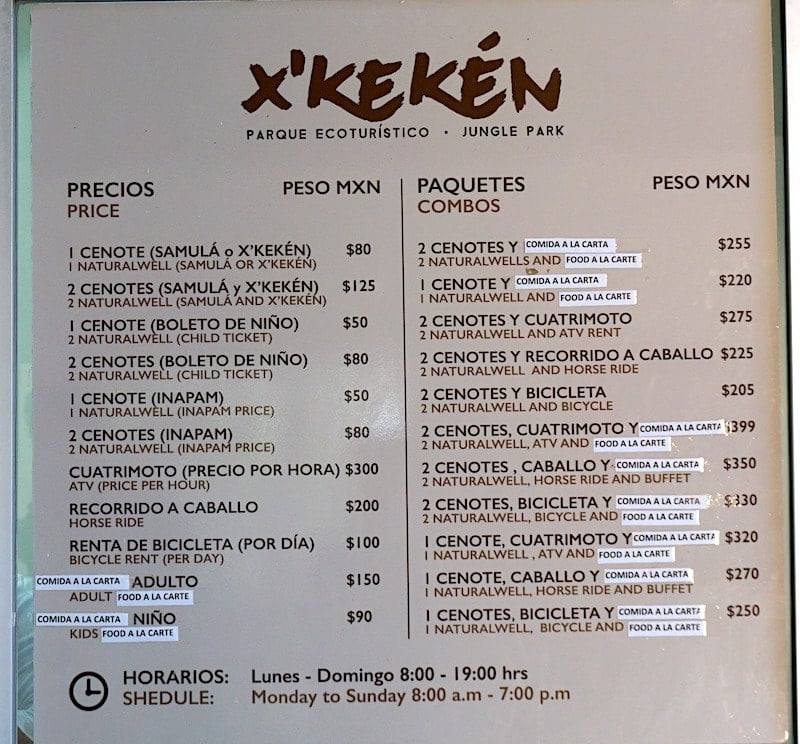 X'KEKÉN
PARQUE ECOTURÍSTICO · JUNGLE PARK
PRECIOS PESO MXN
PRICE
1 CENOTE (SAMULÁ o X'KEKÉN) $80
1 NATURALWELL (SAMULÁ OR X'KEKÉN)
2 CENOTES (SAMULÁ y X'KEKÉN) $125
2 NATURALWELL (SAMULÁ AND X'KEKÉN)
1 CENOTE (BOLETO DE NIÑO) $50
2 NATURALWELL (CHILD TICKET)
2 CENOTES (BOLETO DE NIÑO) $80
2 NATURALWELL (CHILD TICKET)
1 CENOTE (INAPAM) $50
1 NATURALWELL (INAPAM PRICE)
2 CENOTES (INAPAM) $80
2 NATURALWELL (INAPAM PRICE)
CUATRIMOTO (PRECIO POR HORA) $300
ATV (PRICE PER HOUR)
RECORRIDO A CABALLO $200
HORSE RIDE
RENTA DE BICICLETA (POR DÍA) $100
BICYCLE RENT (PER DAY)
COMIDA A LA CARTA ADULTO $150
ADULT FOOD A LA CARTE
COMIDA A LA CARTA NIÑO $90
KIDS FOOD A LA CARTE
PAQUETES PESO MXN
COMBOS
2 CENOTES Y COMIDA A LA CARTA $255
2 NATURALWELLS AND FOOD A LA CARTE
1 CENOTE Y COMIDA A LA CARTA $220
1 NATURALWELL AND FOOD A LA CARTE
2 CENOTES Y CUATRIMOTO $275
2 NATURALWELL AND ATV RENT
2 CENOTES Y RECORRIDO A CABALLO $225
2 NATURALWELL AND HORSE RIDE
2 CENOTES Y BICICLETA $205
2 NATURALWELL AND BICYCLE
2 CENOTES, CUATRIMOTO Y COMIDA A LA CARTA $399
2 NATURALWELL, ATV AND FOOD A LA CARTE
2 CENOTES , CABALLO Y COMIDA A LA CARTA $350
2 NATURALWELL, HORSE RIDE AND BUFFET
2 CENOTES, BICICLETA Y COMIDA A LA CARTA $330
2 NATURALWELL, BICYCLE AND FOOD A LA CARTE
1 CENOTE, CUATRIMOTO Y COMIDA A LA CARTA $320
1 NATURALWELL , ATV AND FOOD A LA CARTE
1 CENOTE, CABALLO Y COMIDA A LA CARTA $270
1 NATURALWELL, HORSE RIDE AND BUFFET
1 CENOTES, BICICLETA Y COMIDA A LA CARTA $250
1 NATURALWELL, BICYCLE AND FOOD A LA CARTE
HORARIOS: Lunes - Domingo 8:00 - 19:00 hrs
SHEDULE: Monday to Sunday 8:00 a.m - 7:00 p.m